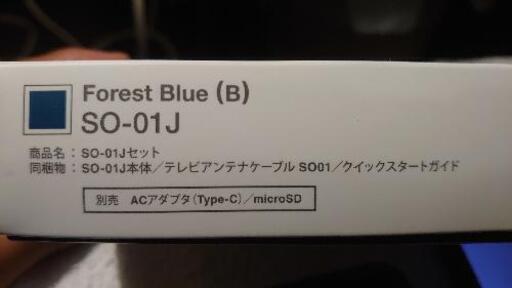 Forest Blue (B)
SO-01J
商品名：SO-01Jセット
同梱物：SO-01J本体／テレビアンテナケーブル SO01／クイックスタートガイド
別売 ACアダプタ(Type-C)／microSD